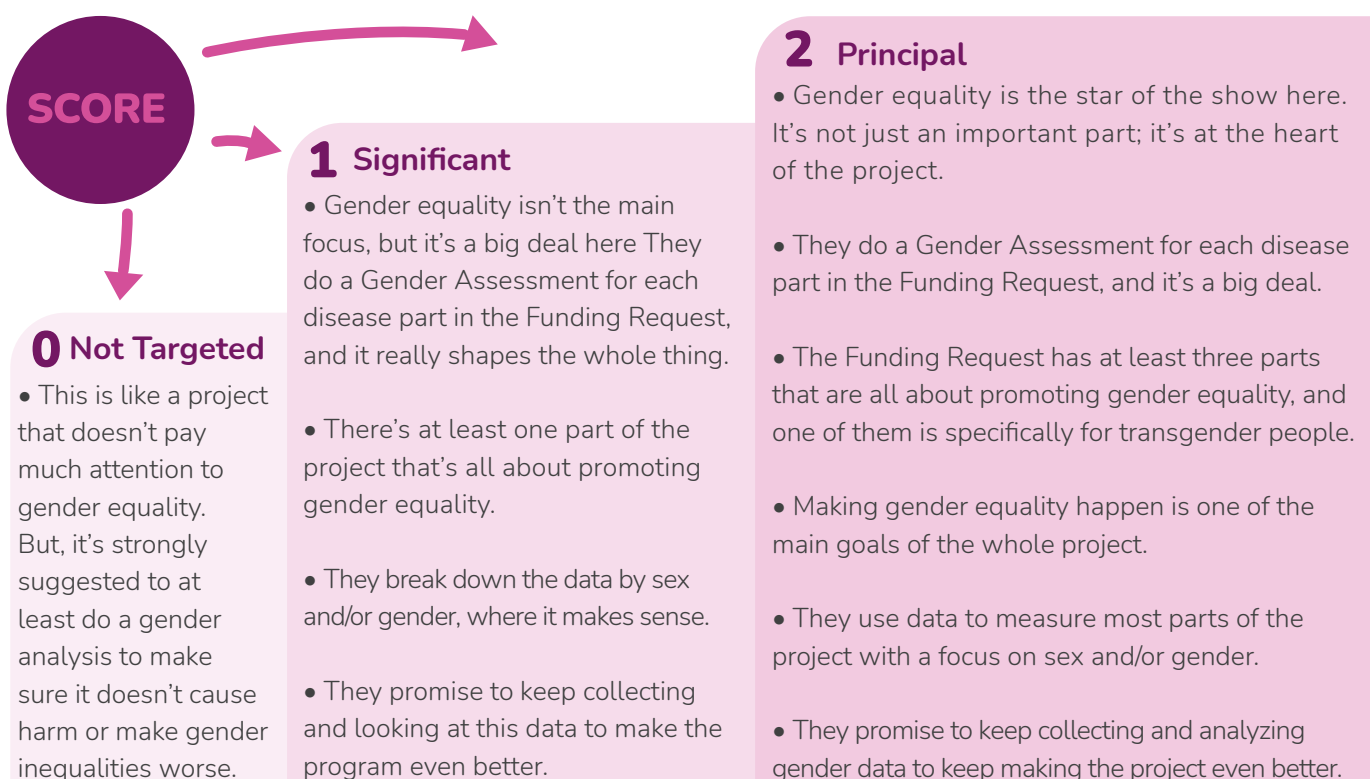 SCORE
0 Not Targeted
• This is like a project
that doesn't pay
much attention to
gender equality.
But, it's strongly
suggested to at
least do a gender
analysis to make
sure it doesn't cause
harm or make gender
inequalities worse.
1 Significant
• Gender equality isn't the main
focus, but it's a big deal here They
do a Gender Assessment for each
disease part in the Funding Request,
and it really shapes the whole thing.
• There's at least one part of the
project that's all about promoting
gender equality.
• They break down the data by sex
and/or gender, where it makes sense.
• They promise to keep collecting
and looking at this data to make the
program even better.
2 Principal
• Gender equality is the star of the show here.
It's not just an important part; it's at the heart
of the project.
• They do a Gender Assessment for each disease
part in the Funding Request, and it's a big deal.
• The Funding Request has at least three parts
that are all about promoting gender equality, and
one of them is specifically for transgender people.
• Making gender equality happen is one of the
main goals of the whole project.
• They use data to measure most parts of the
project with a focus on sex and/or gender.
• They promise to keep collecting and analyzing
gender data to keep making the project even better.